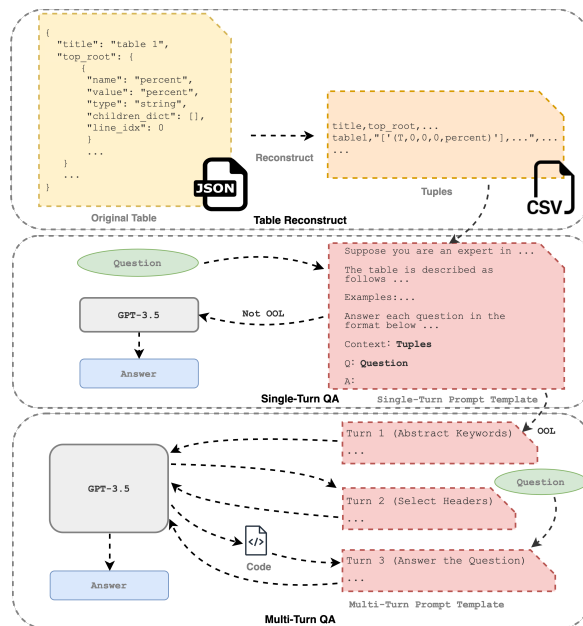 {
"title": "table 1",
"top_root": {
{
"name": "percent",
"value": "percent",
"type": "string",
"children_dict": [],
"line_idx": 0
}
...
}
...
}
JSON
Original Table
Reconstruct
title,top_root,...
table1,"['(T,0,0,0,percent)'],...",...
...
Tuples
CSV
Table Reconstruct
Question
GPT-3.5
Answer
Not OOL
Suppose you are an expert in ...
The table is described as
follows ...
Examples:...
Answer each question in the
format below ...
Context: Tuples
Q: Question
A:
Single-Turn QA
Single-Turn Prompt Template
OOL
GPT-3.5
Answer
Turn 1 (Abstract Keywords)
...
Question
Turn 2 (Select Headers)
...
</>
Code
Turn 3 (Answer the Question)
...
Multi-Turn Prompt Template
Multi-Turn QA